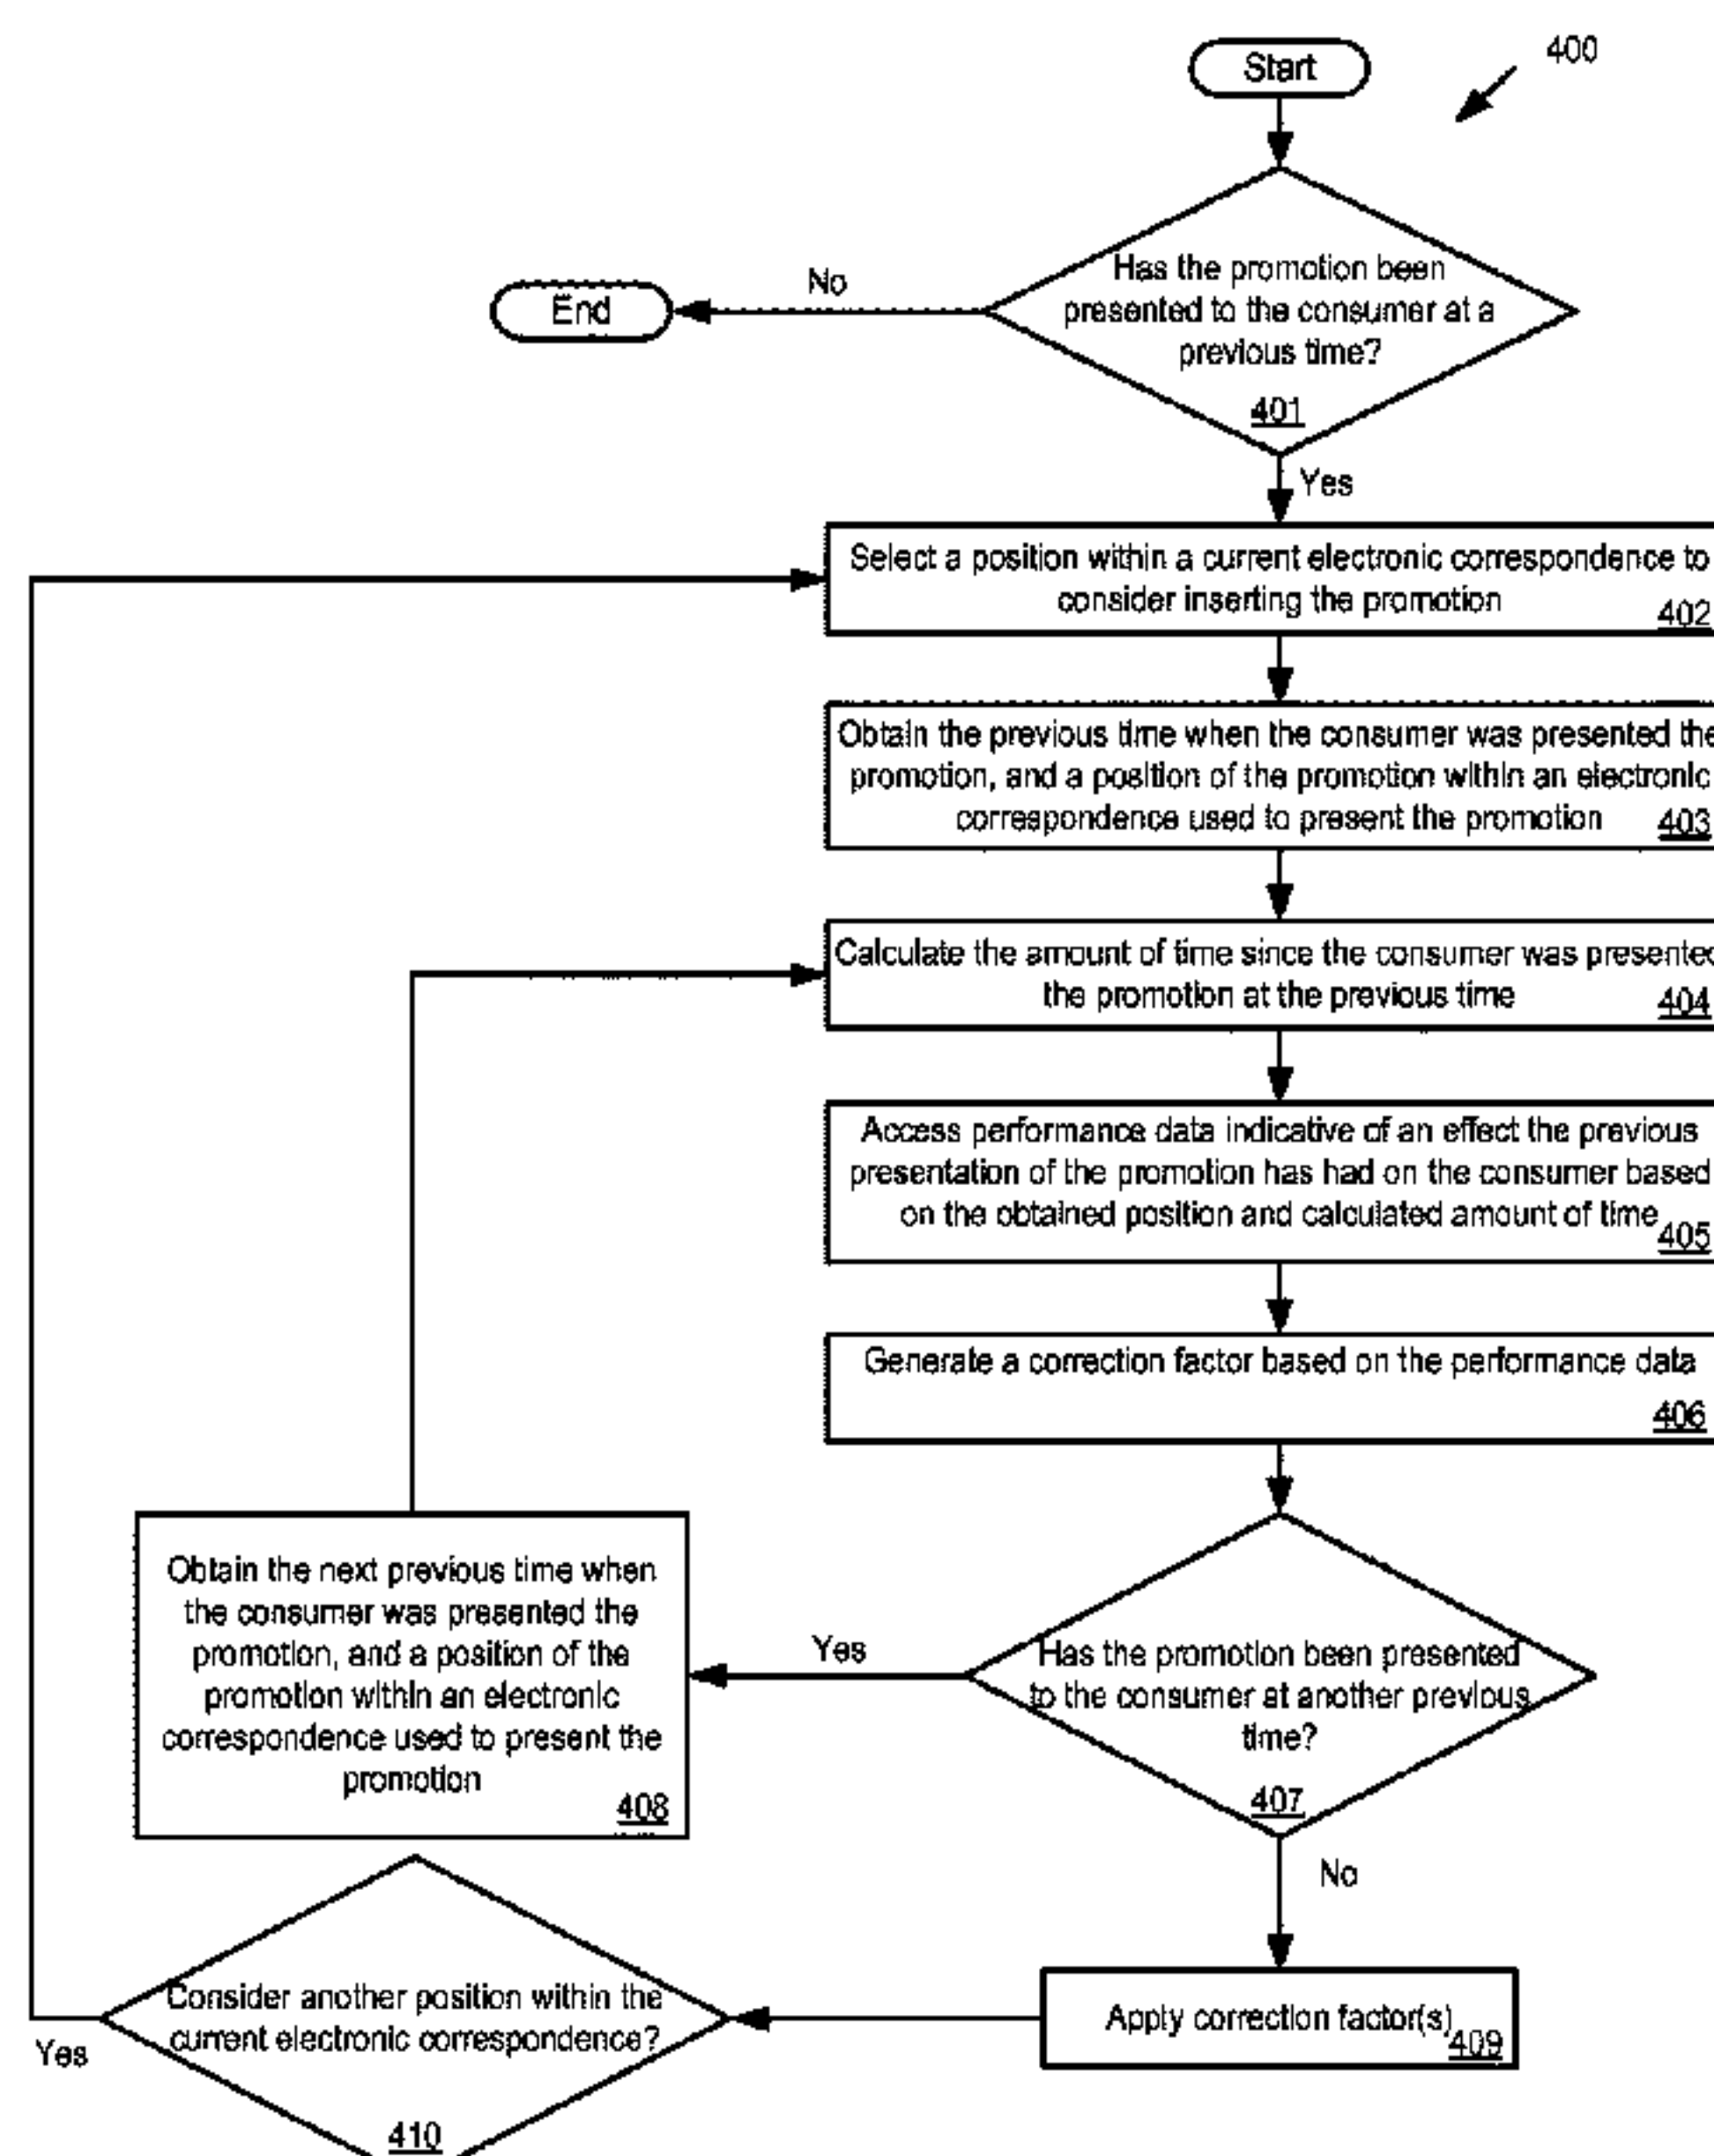 Start
400
Has the promotion been
presented to the consumer at a
previous time?
401
No
End
Yes
Select a position within a current electronic correspondence to
consider inserting the promotion
402
Obtain the previous time when the consumer was presented the
promotion, and a position of the promotion within an electronic
correspondence used to present the promotion
403
Calculate the amount of time since the consumer was presented
the promotion at the previous time
404
Access performance data indicative of an effect the previous
presentation of the promotion has had on the consumer based
on the obtained position and calculated amount of time
405
Generate a correction factor based on the performance data
406
Has the promotion been presented
to the consumer at another previous
time?
407
Yes
Obtain the next previous time when
the consumer was presented the
promotion, and a position of the
promotion within an electronic
correspondence used to present the
promotion
408
No
Apply correction factor(s)
409
Consider another position within the
current electronic correspondence?
410
Yes